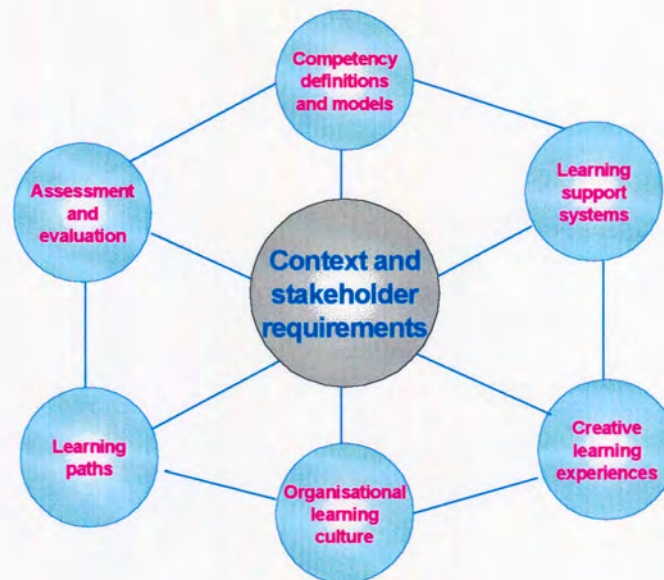 Competency
definitions
and models
Assessment
and
evaluation
Learning
support
systems
Context and
stakeholder
requirements
Learning
paths
Creative
learning
experiences
Organisational
learning
culture